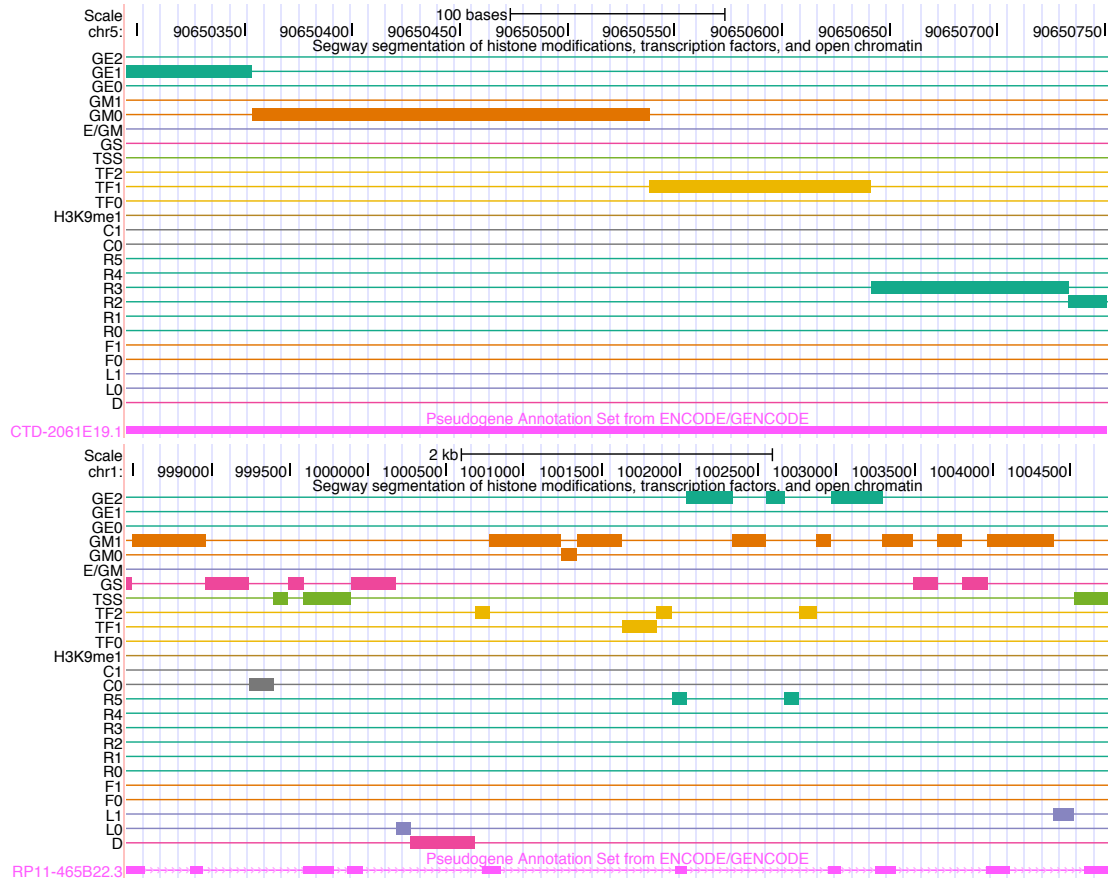 Scale 100 bases
chr5: 90650350 90650400 90650450 90650500 90650550 90650600 90650650 90650700 90650750
Segway segmentation of histone modifications, transcription factors, and open chromatin
GE2
GE1
GE0
GM1
GM0
E/GM
GS
TSS
TF2
TF1
TF0
H3K9me1
C1
C0
R5
R4
R3
R2
R1
R0
F1
F0
L1
L0
D
Pseudogene Annotation Set from ENCODE/GENCODE
CTD-2061E19.1
Scale 2 kb
chr1: 999000 999500 1000000 1000500 1001000 1001500 1002000 1002500 1003000 1003500 1004000 1004500
Segway segmentation of histone modifications, transcription factors, and open chromatin
GE2
GE1
GE0
GM1
GM0
E/GM
GS
TSS
TF2
TF1
TF0
H3K9me1
C1
C0
R5
R4
R3
R2
R1
R0
F1
F0
L1
L0
D
Pseudogene Annotation Set from ENCODE/GENCODE
RP11-465B22.3